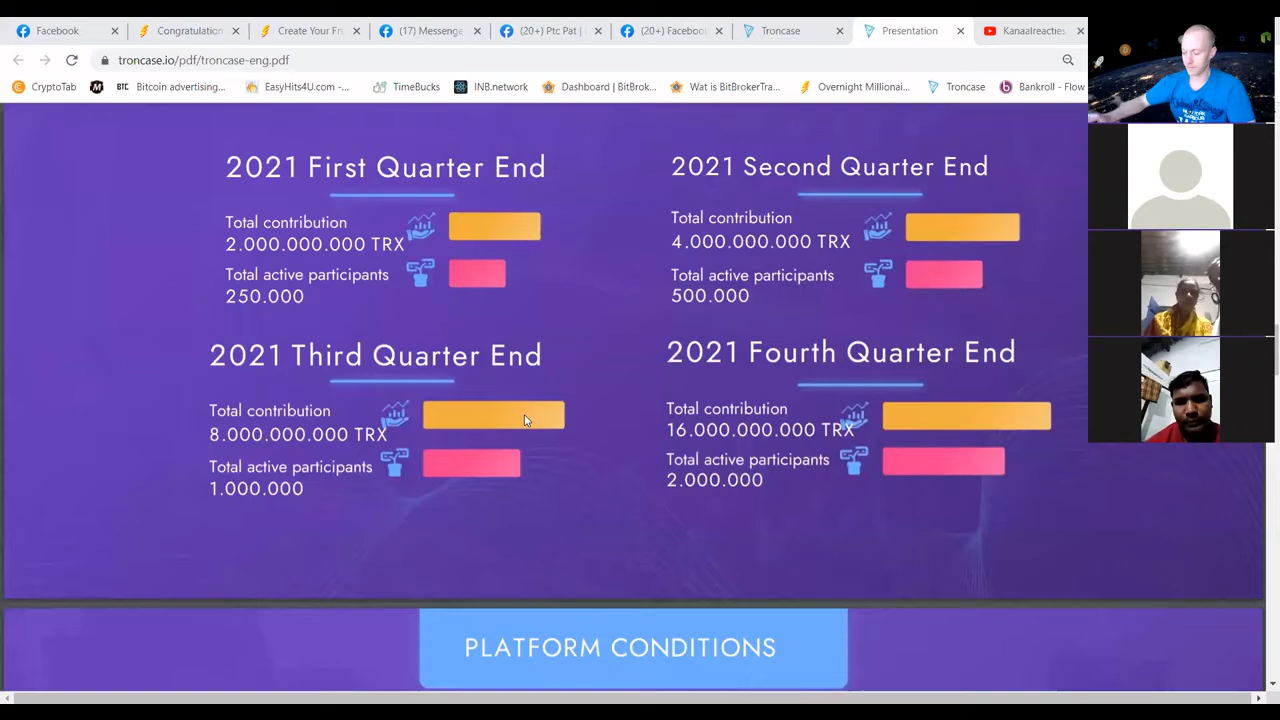 Facebook
Congratulation
Create Your Fr
(17) Messenge
(20+) Ptc Pat |
(20+) Faceboo
Troncase
Presentation
Kanaalreacties
troncase.io/pdf/troncase-eng.pdf
CryptoTab
BTC Bitcoin advertising...
EasyHits4U.com -...
TimeBucks
INB.network
Dashboard | BitBrok...
Wat is BitBrokerTra...
Overnight Millionai...
Troncase
Bankroll - Flow
2021 First Quarter End
Total contribution
2.000.000.000 TRX
Total active participants
250.000
2021 Second Quarter End
Total contribution
4.000.000.000 TRX
Total active participants
500.000
2021 Third Quarter End
Total contribution
8.000.000.000 TRX
Total active participants
1.000.000
2021 Fourth Quarter End
Total contribution
16.000.000.000 TRX
Total active participants
2.000.000
PLATFORM CONDITIONS